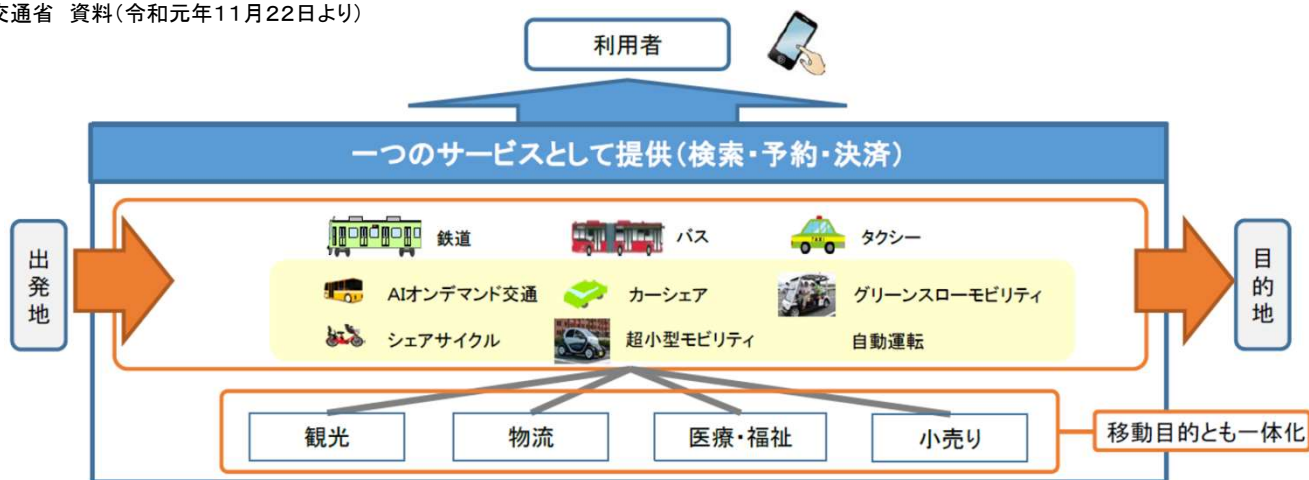 交通省 資料(令和元年11月22日より)
利用者
一つのサービスとして提供(検索・予約・決済)
出発地
鉄道
バス
タクシー
AIオンデマンド交通
カーシェア
グリーンスローモビリティ
シェアサイクル
超小型モビリティ
自動運転
目的地
観光
物流
医療・福祉
小売り
移動目的とも一体化